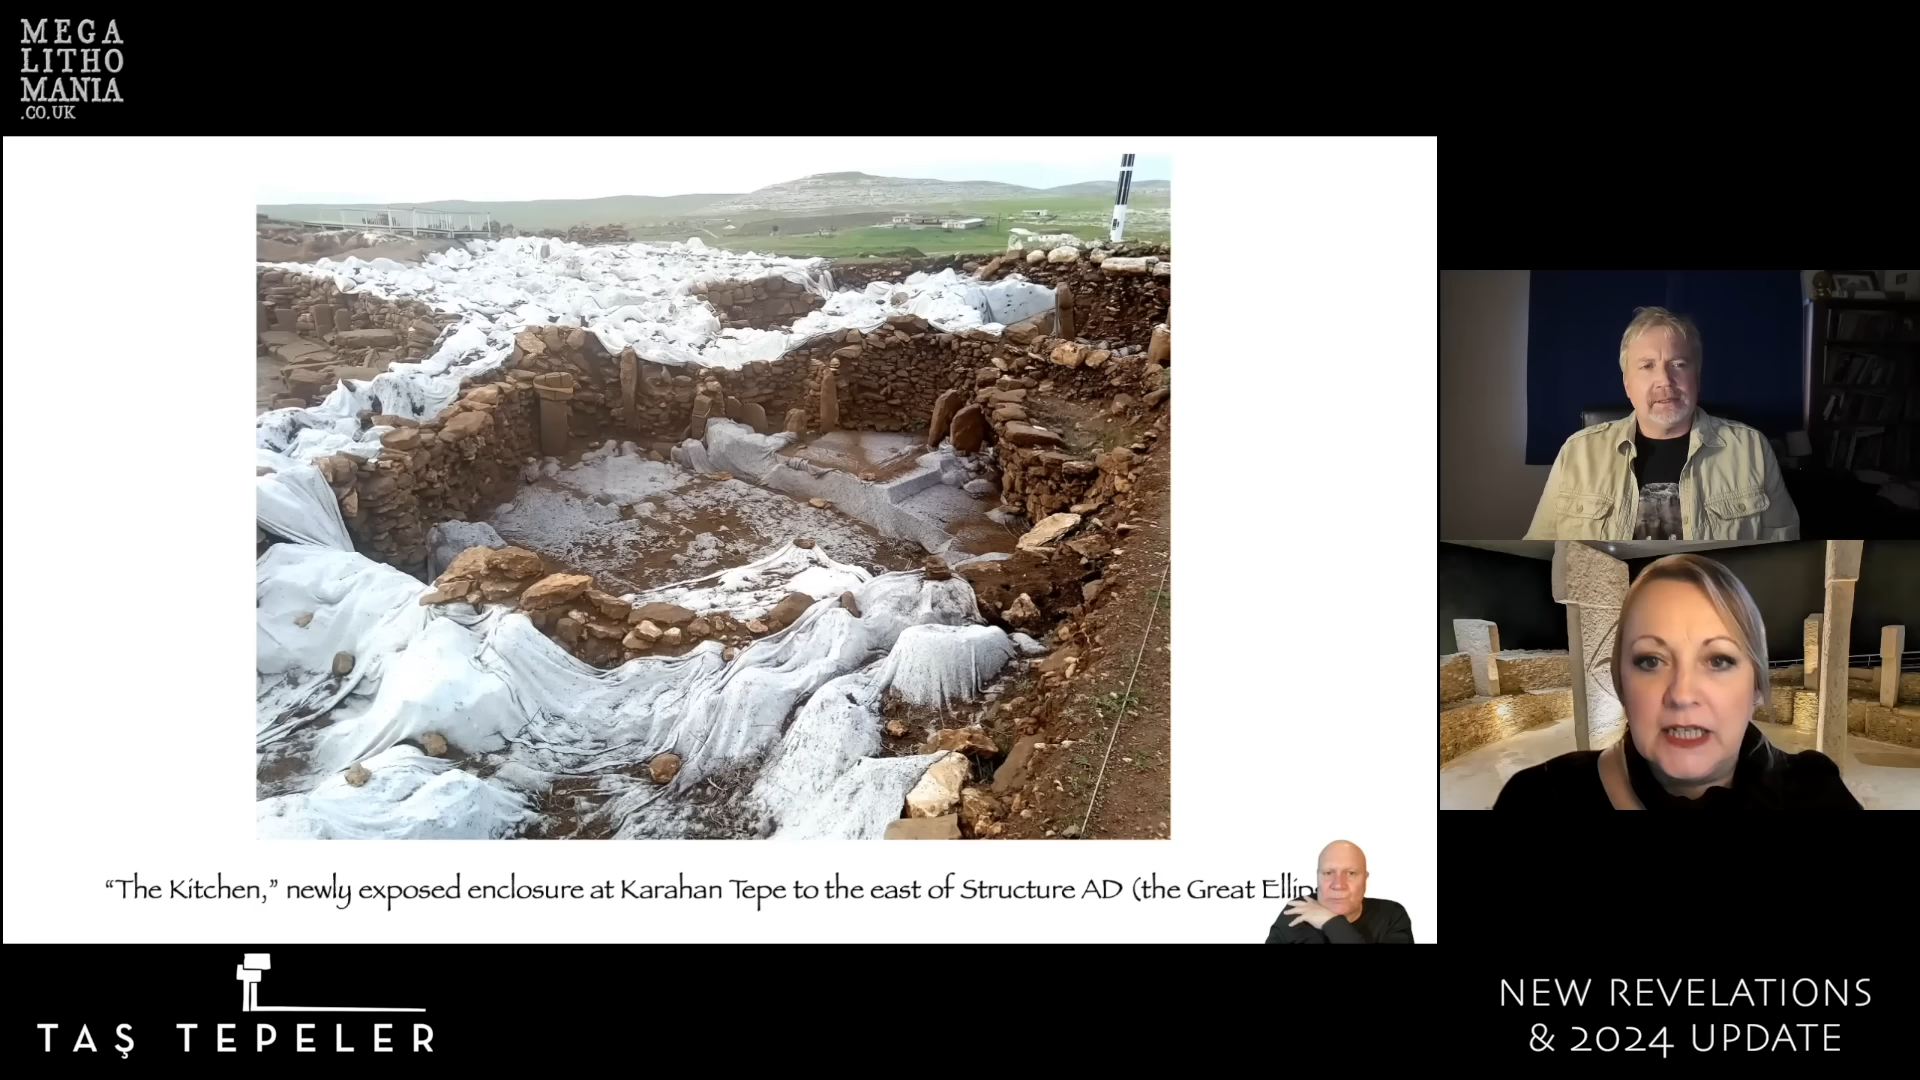 MEGA
LITHO
MANIA
.CO.UK
“The Kitchen,” newly exposed enclosure at Karahan Tepe to the east of Structure AD (the Great Ellip
TAŞ TEPELER
NEW REVELATIONS
& 2024 UPDATE